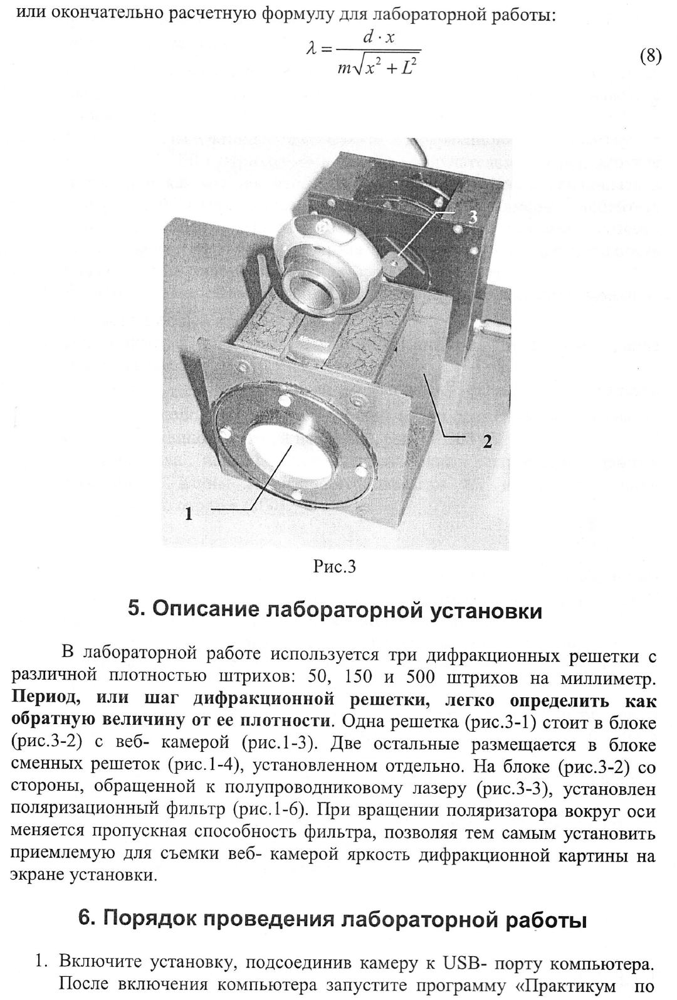 или окончательно расчетную формулу для лабораторной работы:
λ = d · x / m√x² + L²
(8)
3
Microsoft
2
1
Рис.3
5. Описание лабораторной установки
В лабораторной работе используется три дифракционных решетки с
различной плотностью штрихов: 50, 150 и 500 штрихов на миллиметр.
Период, или шаг дифракционной решетки, легко определить как
обратную величину от ее плотности. Одна решетка (рис.3-1) стоит в блоке
(рис.3-2) с веб- камерой (рис.1-3). Две остальные размещается в блоке
сменных решеток (рис.1-4), установленном отдельно. На блоке (рис.3-2) со
стороны, обращенной к полупроводниковому лазеру (рис.3-3), установлен
поляризационный фильтр (рис.1-6). При вращении поляризатора вокруг оси
меняется пропускная способность фильтра, позволяя тем самым установить
приемлемую для съемки веб- камерой яркость дифракционной картины на
экране установки.
6. Порядок проведения лабораторной работы
1. Включите установку, подсоединив камеру к USB- порту компьютера.
После включения компьютера запустите программу «Практикум по